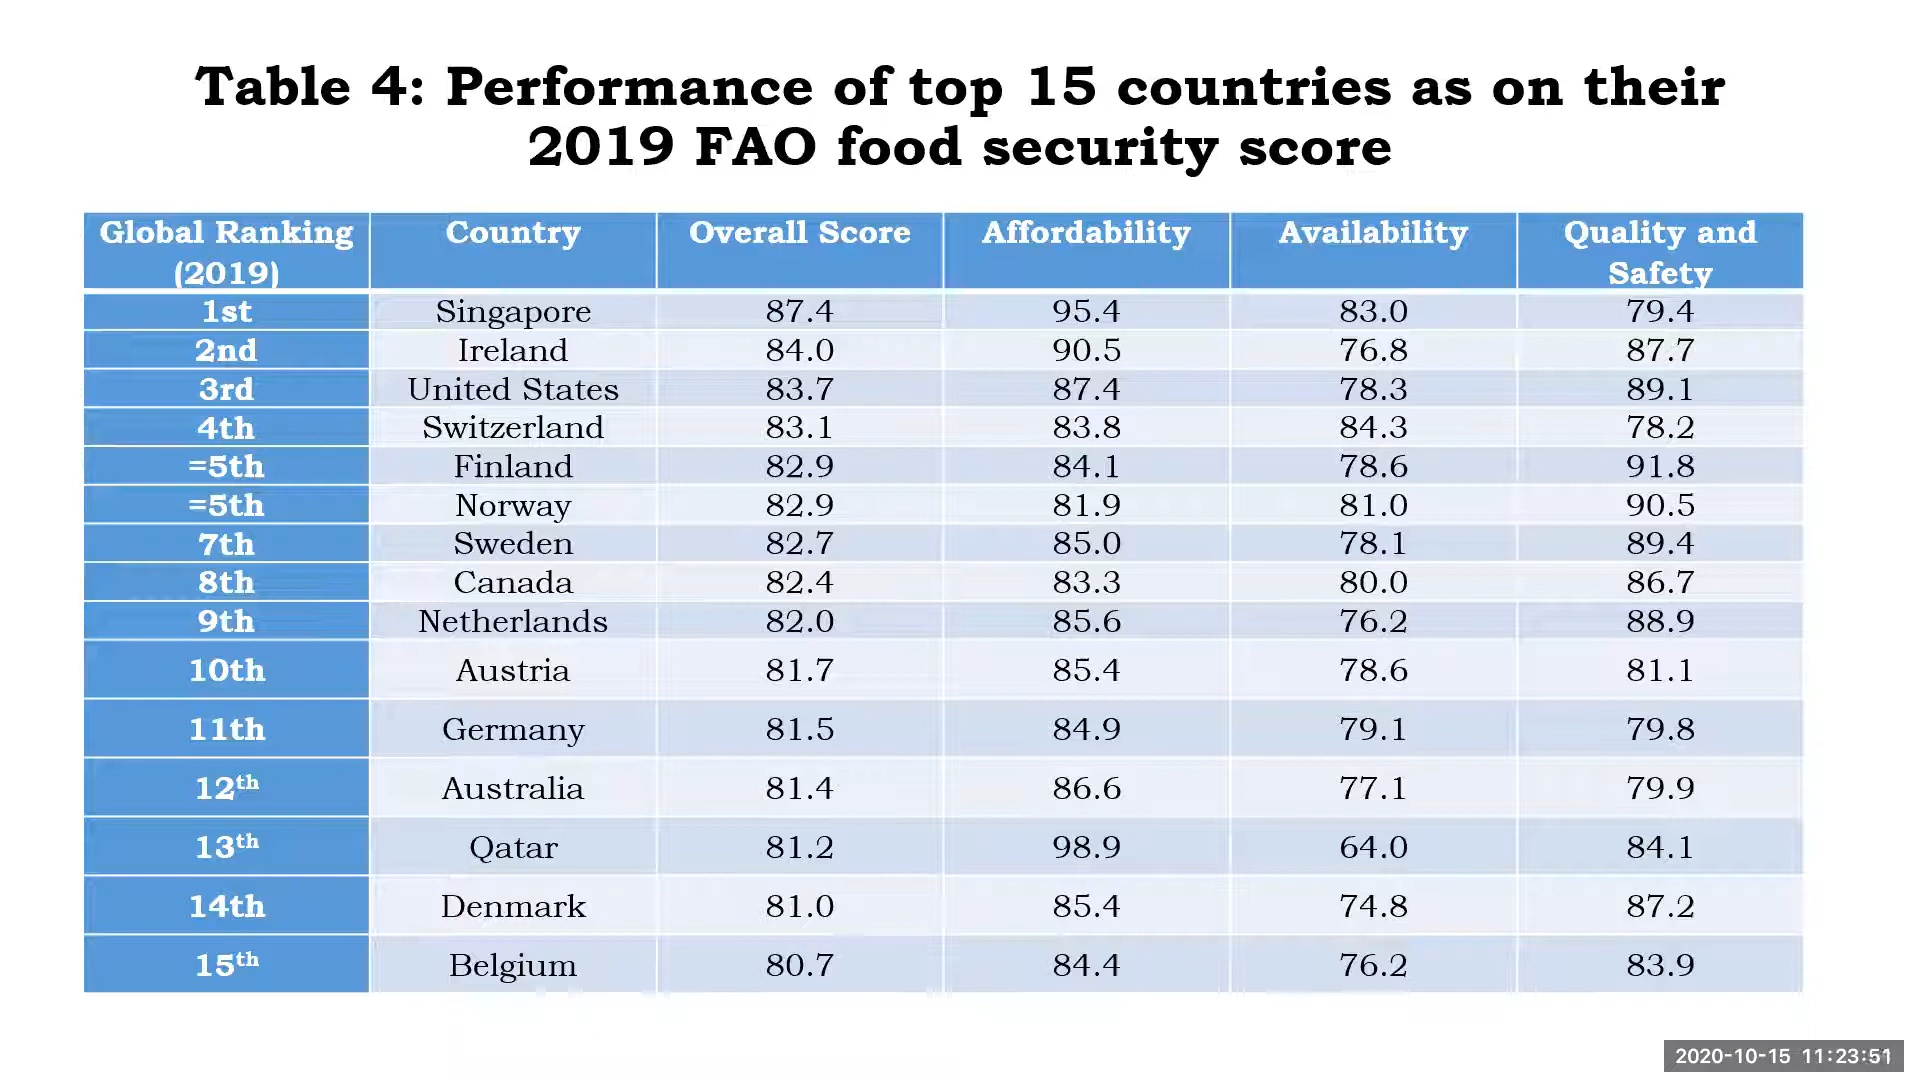 Table 4: Performance of top 15 countries as on their
2019 FAO food security score
Global Ranking (2019) Country Overall Score Affordability Availability Quality and Safety
1st Singapore 87.4 95.4 83.0 79.4
2nd Ireland 84.0 90.5 76.8 87.7
3rd United States 83.7 87.4 78.3 89.1
4th Switzerland 83.1 83.8 84.3 78.2
=5th Finland 82.9 84.1 78.6 91.8
=5th Norway 82.9 81.9 81.0 90.5
7th Sweden 82.7 85.0 78.1 89.4
8th Canada 82.4 83.3 80.0 86.7
9th Netherlands 82.0 85.6 76.2 88.9
10th Austria 81.7 85.4 78.6 81.1
11th Germany 81.5 84.9 79.1 79.8
12th Australia 81.4 86.6 77.1 79.9
13th Qatar 81.2 98.9 64.0 84.1
14th Denmark 81.0 85.4 74.8 87.2
15th Belgium 80.7 84.4 76.2 83.9
2020-10-15 11:23:51